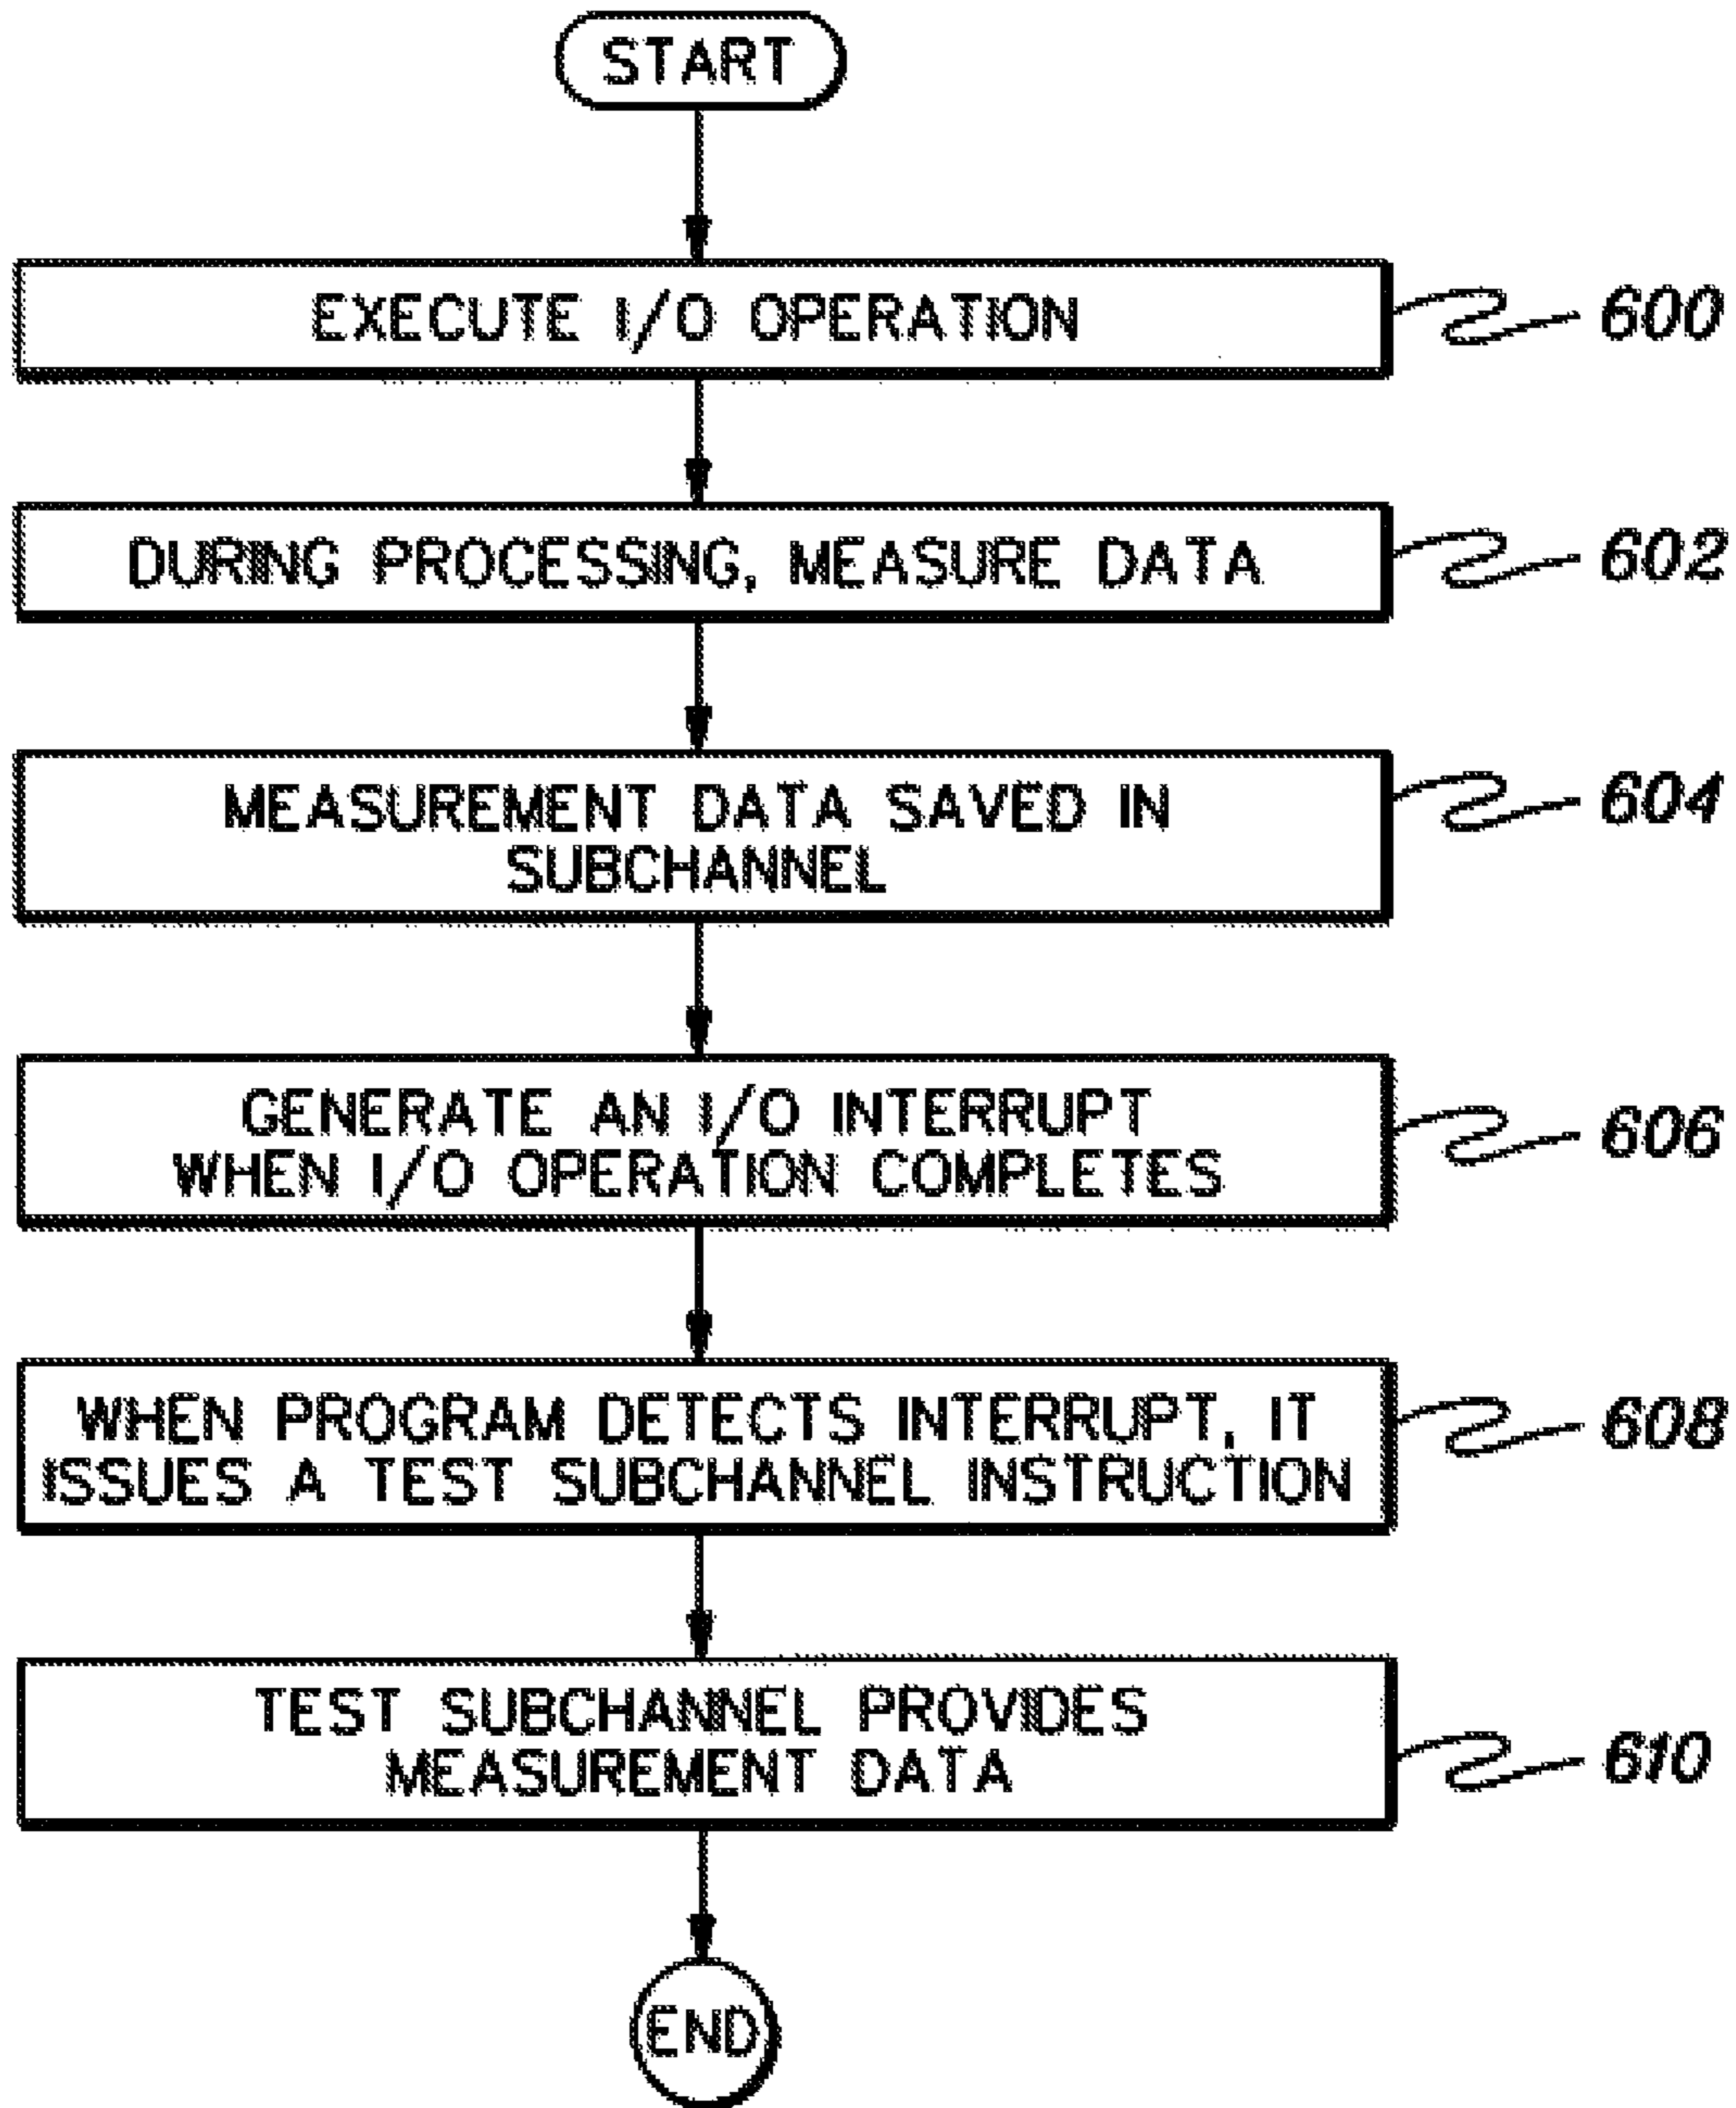 START
EXECUTE I/O OPERATION
600
DURING PROCESSING, MEASURE DATA
602
MEASUREMENT DATA SAVED IN
SUBCHANNEL
604
GENERATE AN I/O INTERRUPT
WHEN I/O OPERATION COMPLETES
606
WHEN PROGRAM DETECTS INTERRUPT, IT
ISSUES A TEST SUBCHANNEL INSTRUCTION
608
TEST SUBCHANNEL PROVIDES
MEASUREMENT DATA
610
END